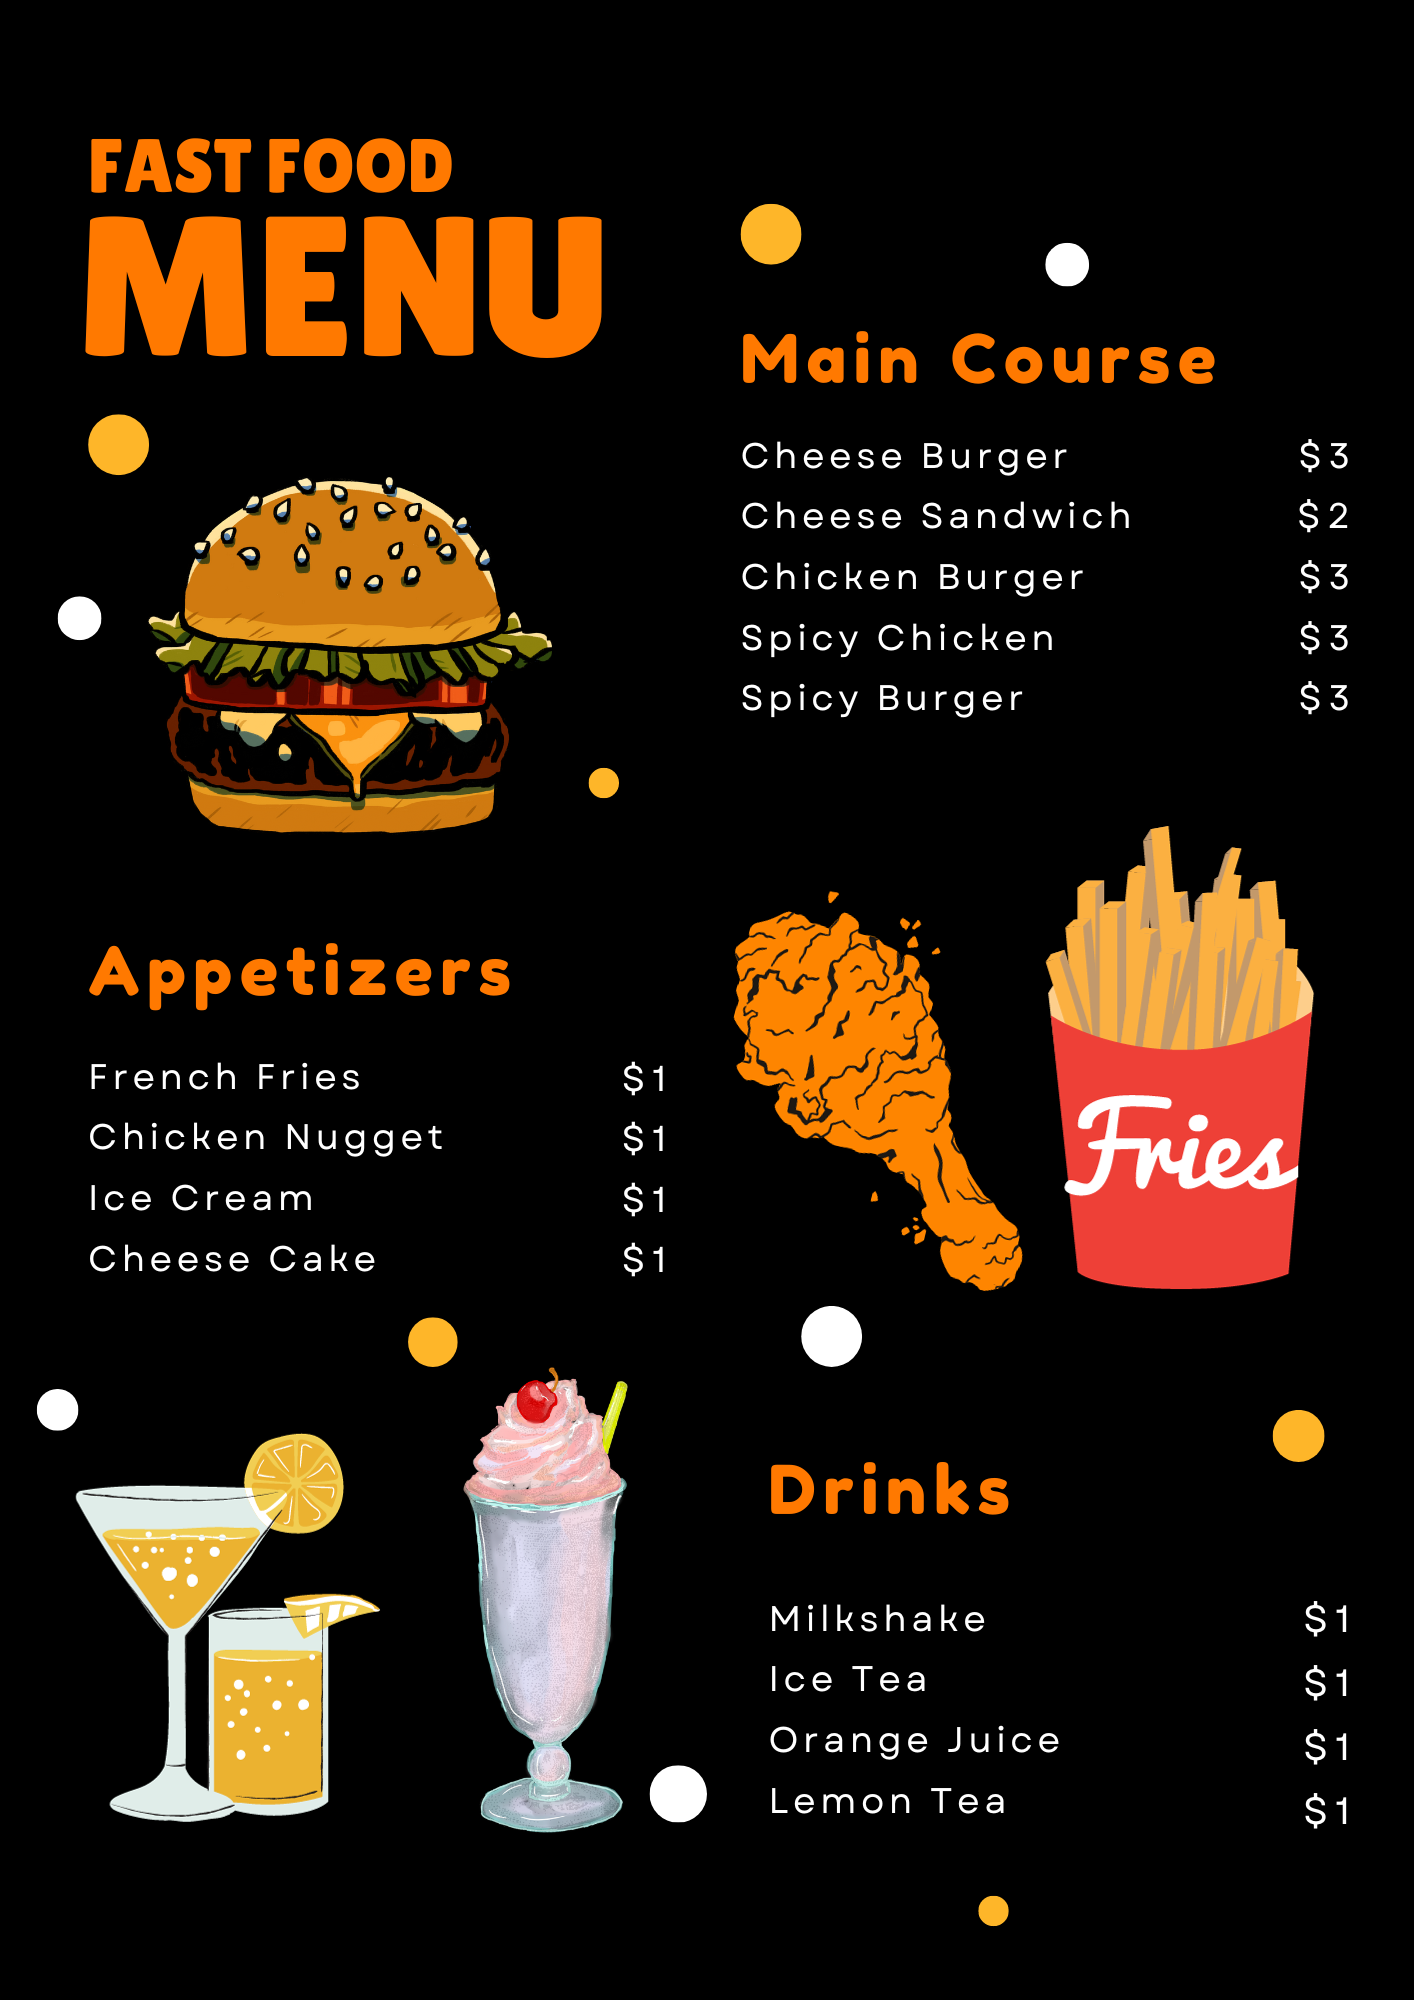 FAST FOOD
MENU
Main Course
Cheese Burger $3
Cheese Sandwich $2
Chicken Burger $3
Spicy Chicken $3
Spicy Burger $3
Appetizers
French Fries $1
Chicken Nugget $1
Ice Cream $1
Cheese Cake $1
Fries
Drinks
Milkshake $1
Ice Tea $1
Orange Juice $1
Lemon Tea $1